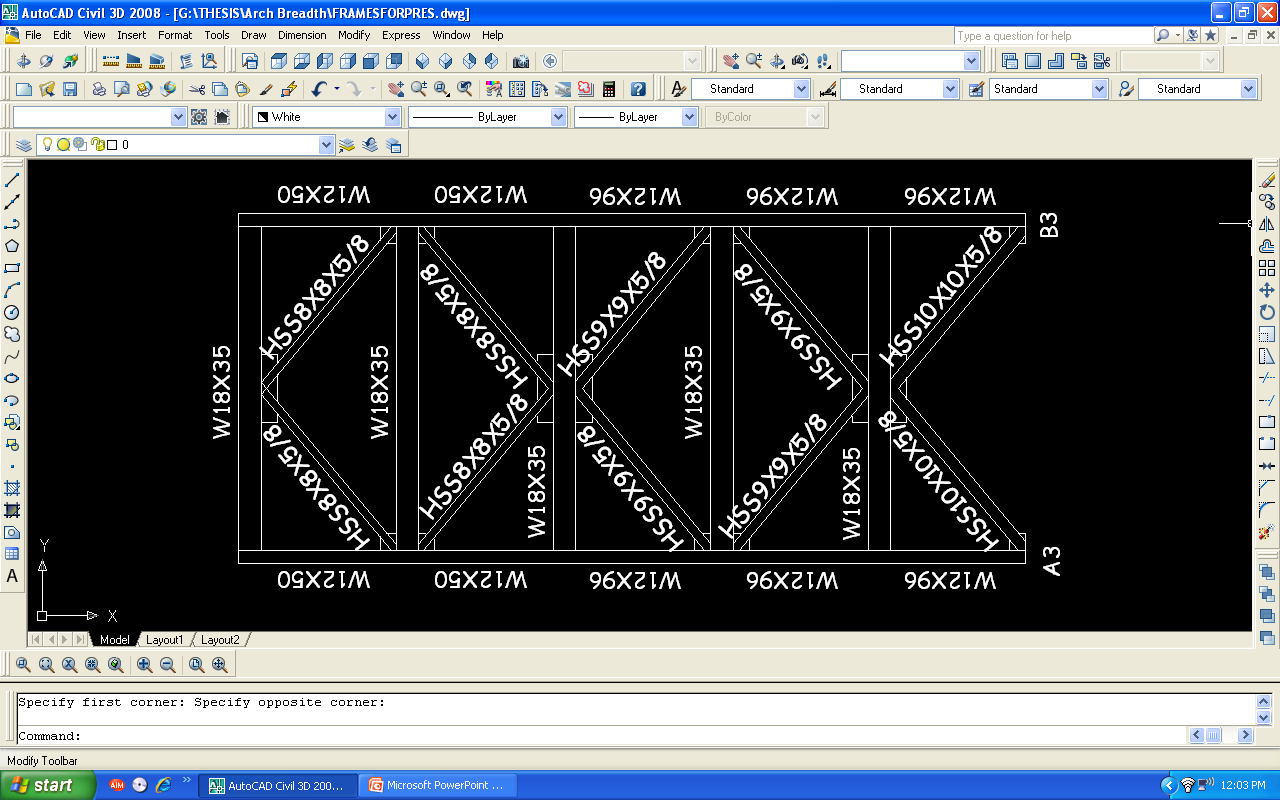 AutoCAD Civil 3D 2008 - [G:\THESIS\Arch Breadth\FRAMESFORPRES.dwg]
File Edit View Insert Format Tools Draw Dimension Modify Express Window Help
Type a question for help
Standard Standard Standard Standard
White ByLayer ByLayer ByColor
0
W12X50 W12X50 W12X96 W12X96 W12X96
B3
HSS8X8X5/8 HSS8X8X5/8 HSS9X9X5/8 HSS9X9X5/8 HSS10X10X5/8
W18X35 W18X35 W18X35
HSS8X8X5/8 HSS8X8X5/8 HSS9X9X5/8 HSS9X9X5/8 HSS10X10X5/8
W18X35 W18X35
A3
W12X50 W12X50 W12X96 W12X96 W12X96
Y
X
A
Model Layout1 Layout2
Specify first corner: Specify opposite corner:
Command:
Modify Toolbar
start AIM AutoCAD Civil 3D 200... Microsoft PowerPoint ... 12:03 PM